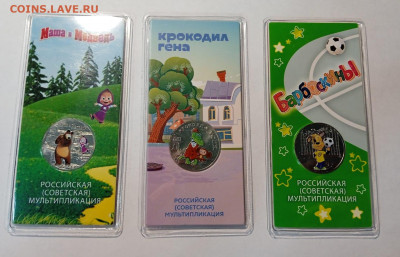 COINS.LAVE.RU
Маша и Медведь
РОССИЙСКАЯ
(СОВЕТСКАЯ)
МУЛЬТИПЛИКАЦИЯ
крокодил
гена
РОССИЙСКАЯ
(СОВЕТСКАЯ)
МУЛЬТИПЛИКАЦИЯ
Барбоскины
РОССИЙСКАЯ
(СОВЕТСКАЯ)
МУЛЬТИПЛИКАЦИЯ